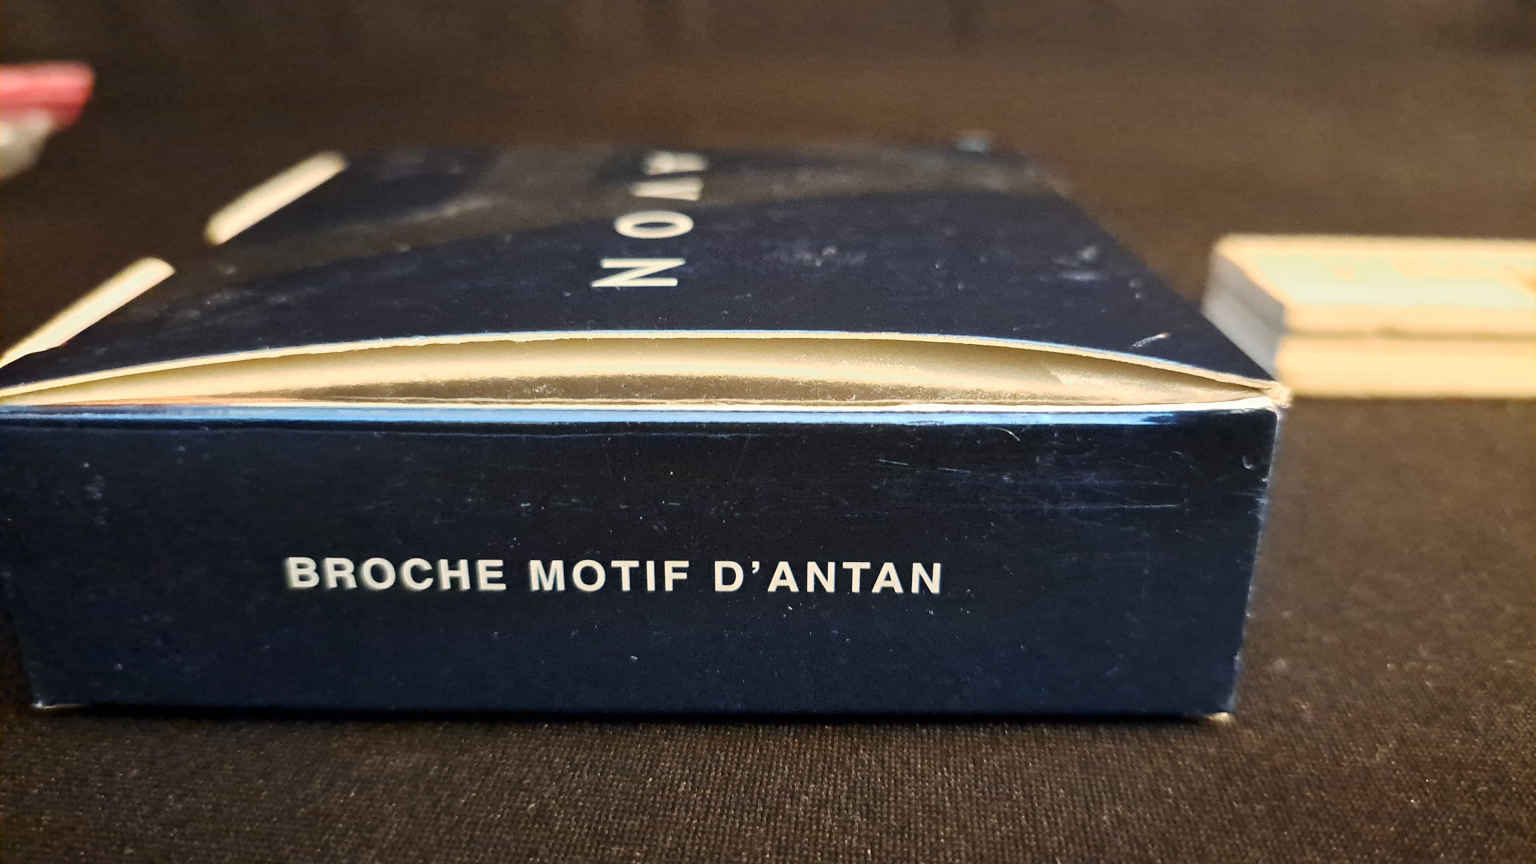 AVON
BROCHE MOTIF D’ANTAN